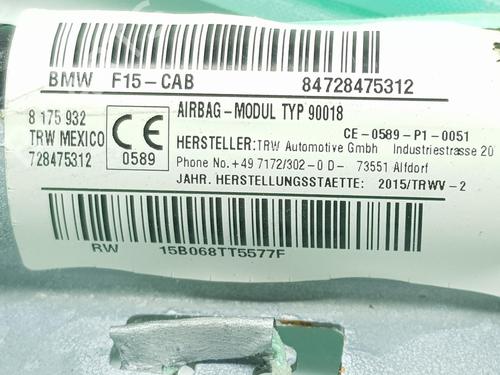 BMW F15-CAB 84728475312
8 175 932
TRW MEXICO
728475312
CE
0589
AIRBAG-MODUL TYP 90018
CE-0589-P1-0051
HERSTELLER: TRW Automotive GmbH Industriestrasse 20
Phone No. +49 7172/302-0 D- 73551 Alfdorf
JAHR. HERSTELLUNGSSTAETTE: 2015/TRWV-2
RW 15B068TT5577F